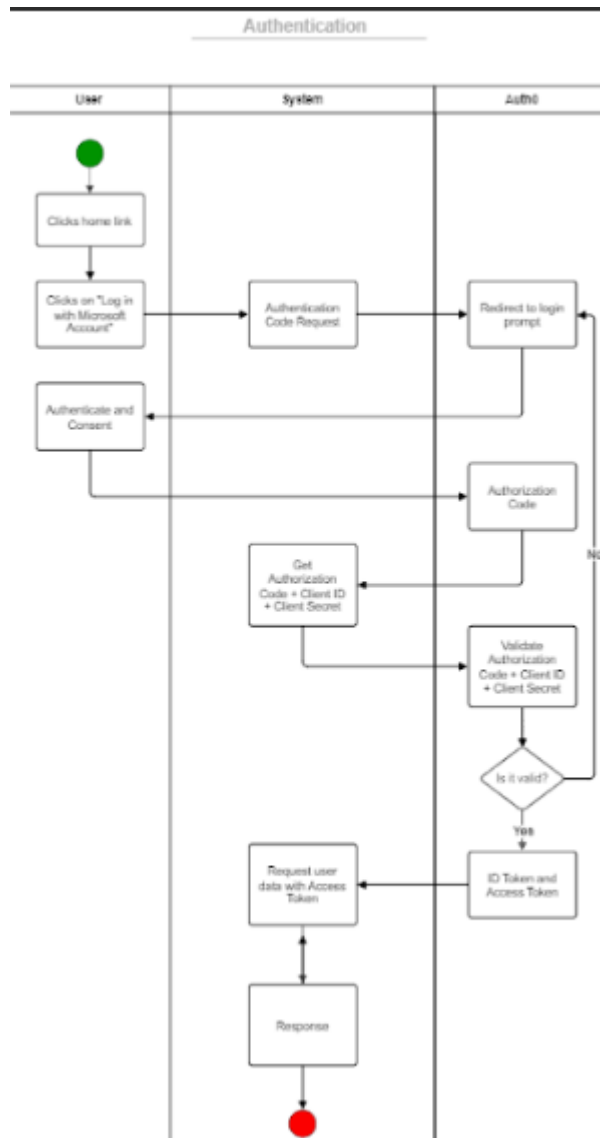 Authentication
User
System
Auth0
Clicks home link
Clicks on "Log in
with Microsoft
Account"
Authentication
Code Request
Redirect to login
prompt
Authenticate and
Consent
Authorization
Code
No
Get
Authorization
Code + Client ID
+ Client Secret
Validate
Authorization
Code + Client ID
+ Client Secret
Is it valid?
Yes
Request user
data with Access
Token
ID Token and
Access Token
Response